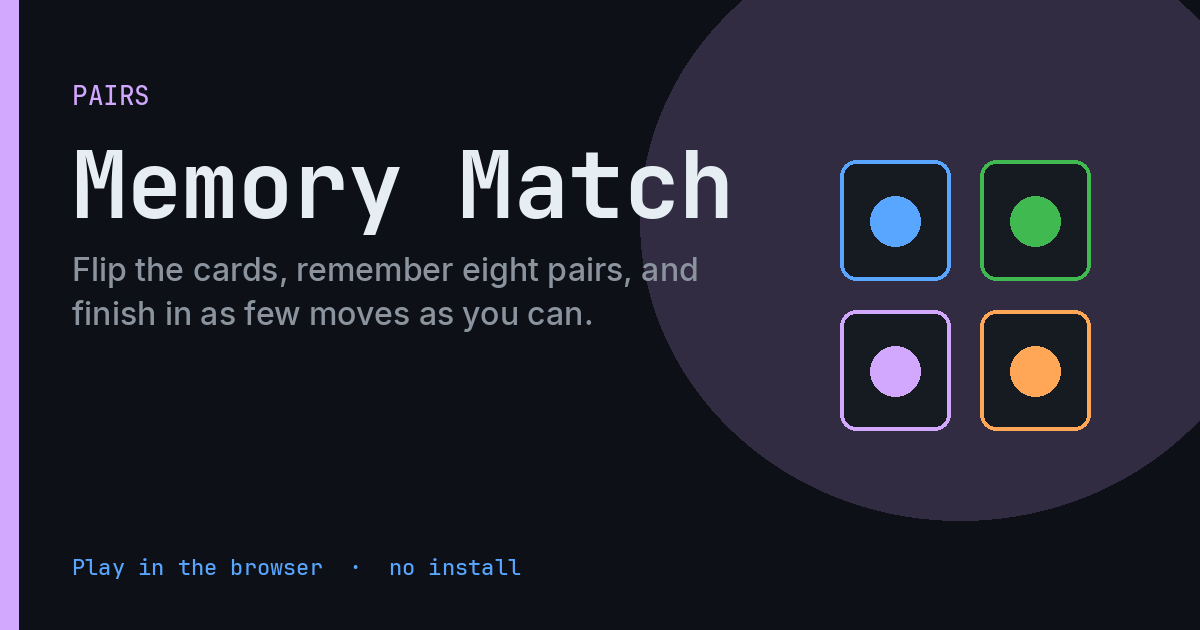 PAIRS
Memory Match
Flip the cards, remember eight pairs, and
finish in as few moves as you can.
Play in the browser · no install